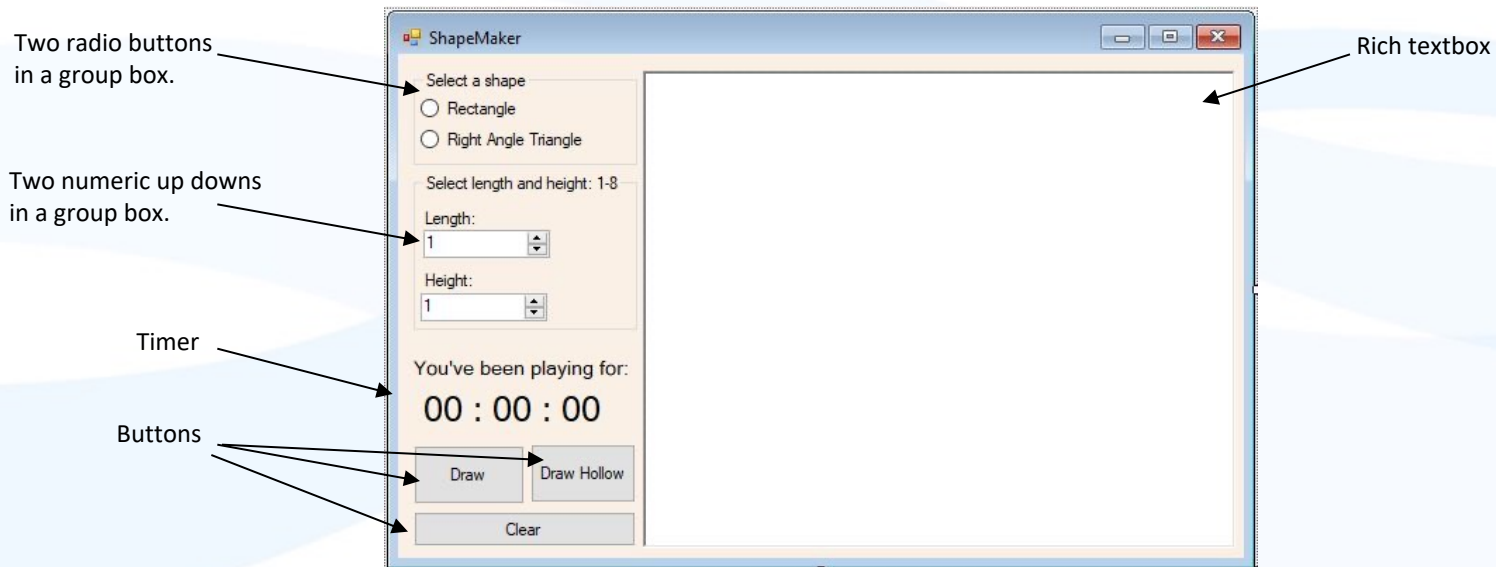 Two radio buttons
in a group box.
ShapeMaker
Rich textbox
Select a shape
Rectangle
Right Angle Triangle
Two numeric up downs
in a group box.
Select length and height: 1-8
Length:
1
Height:
1
Timer
You've been playing for:
00 : 00 : 00
Buttons
Draw
Draw Hollow
Clear